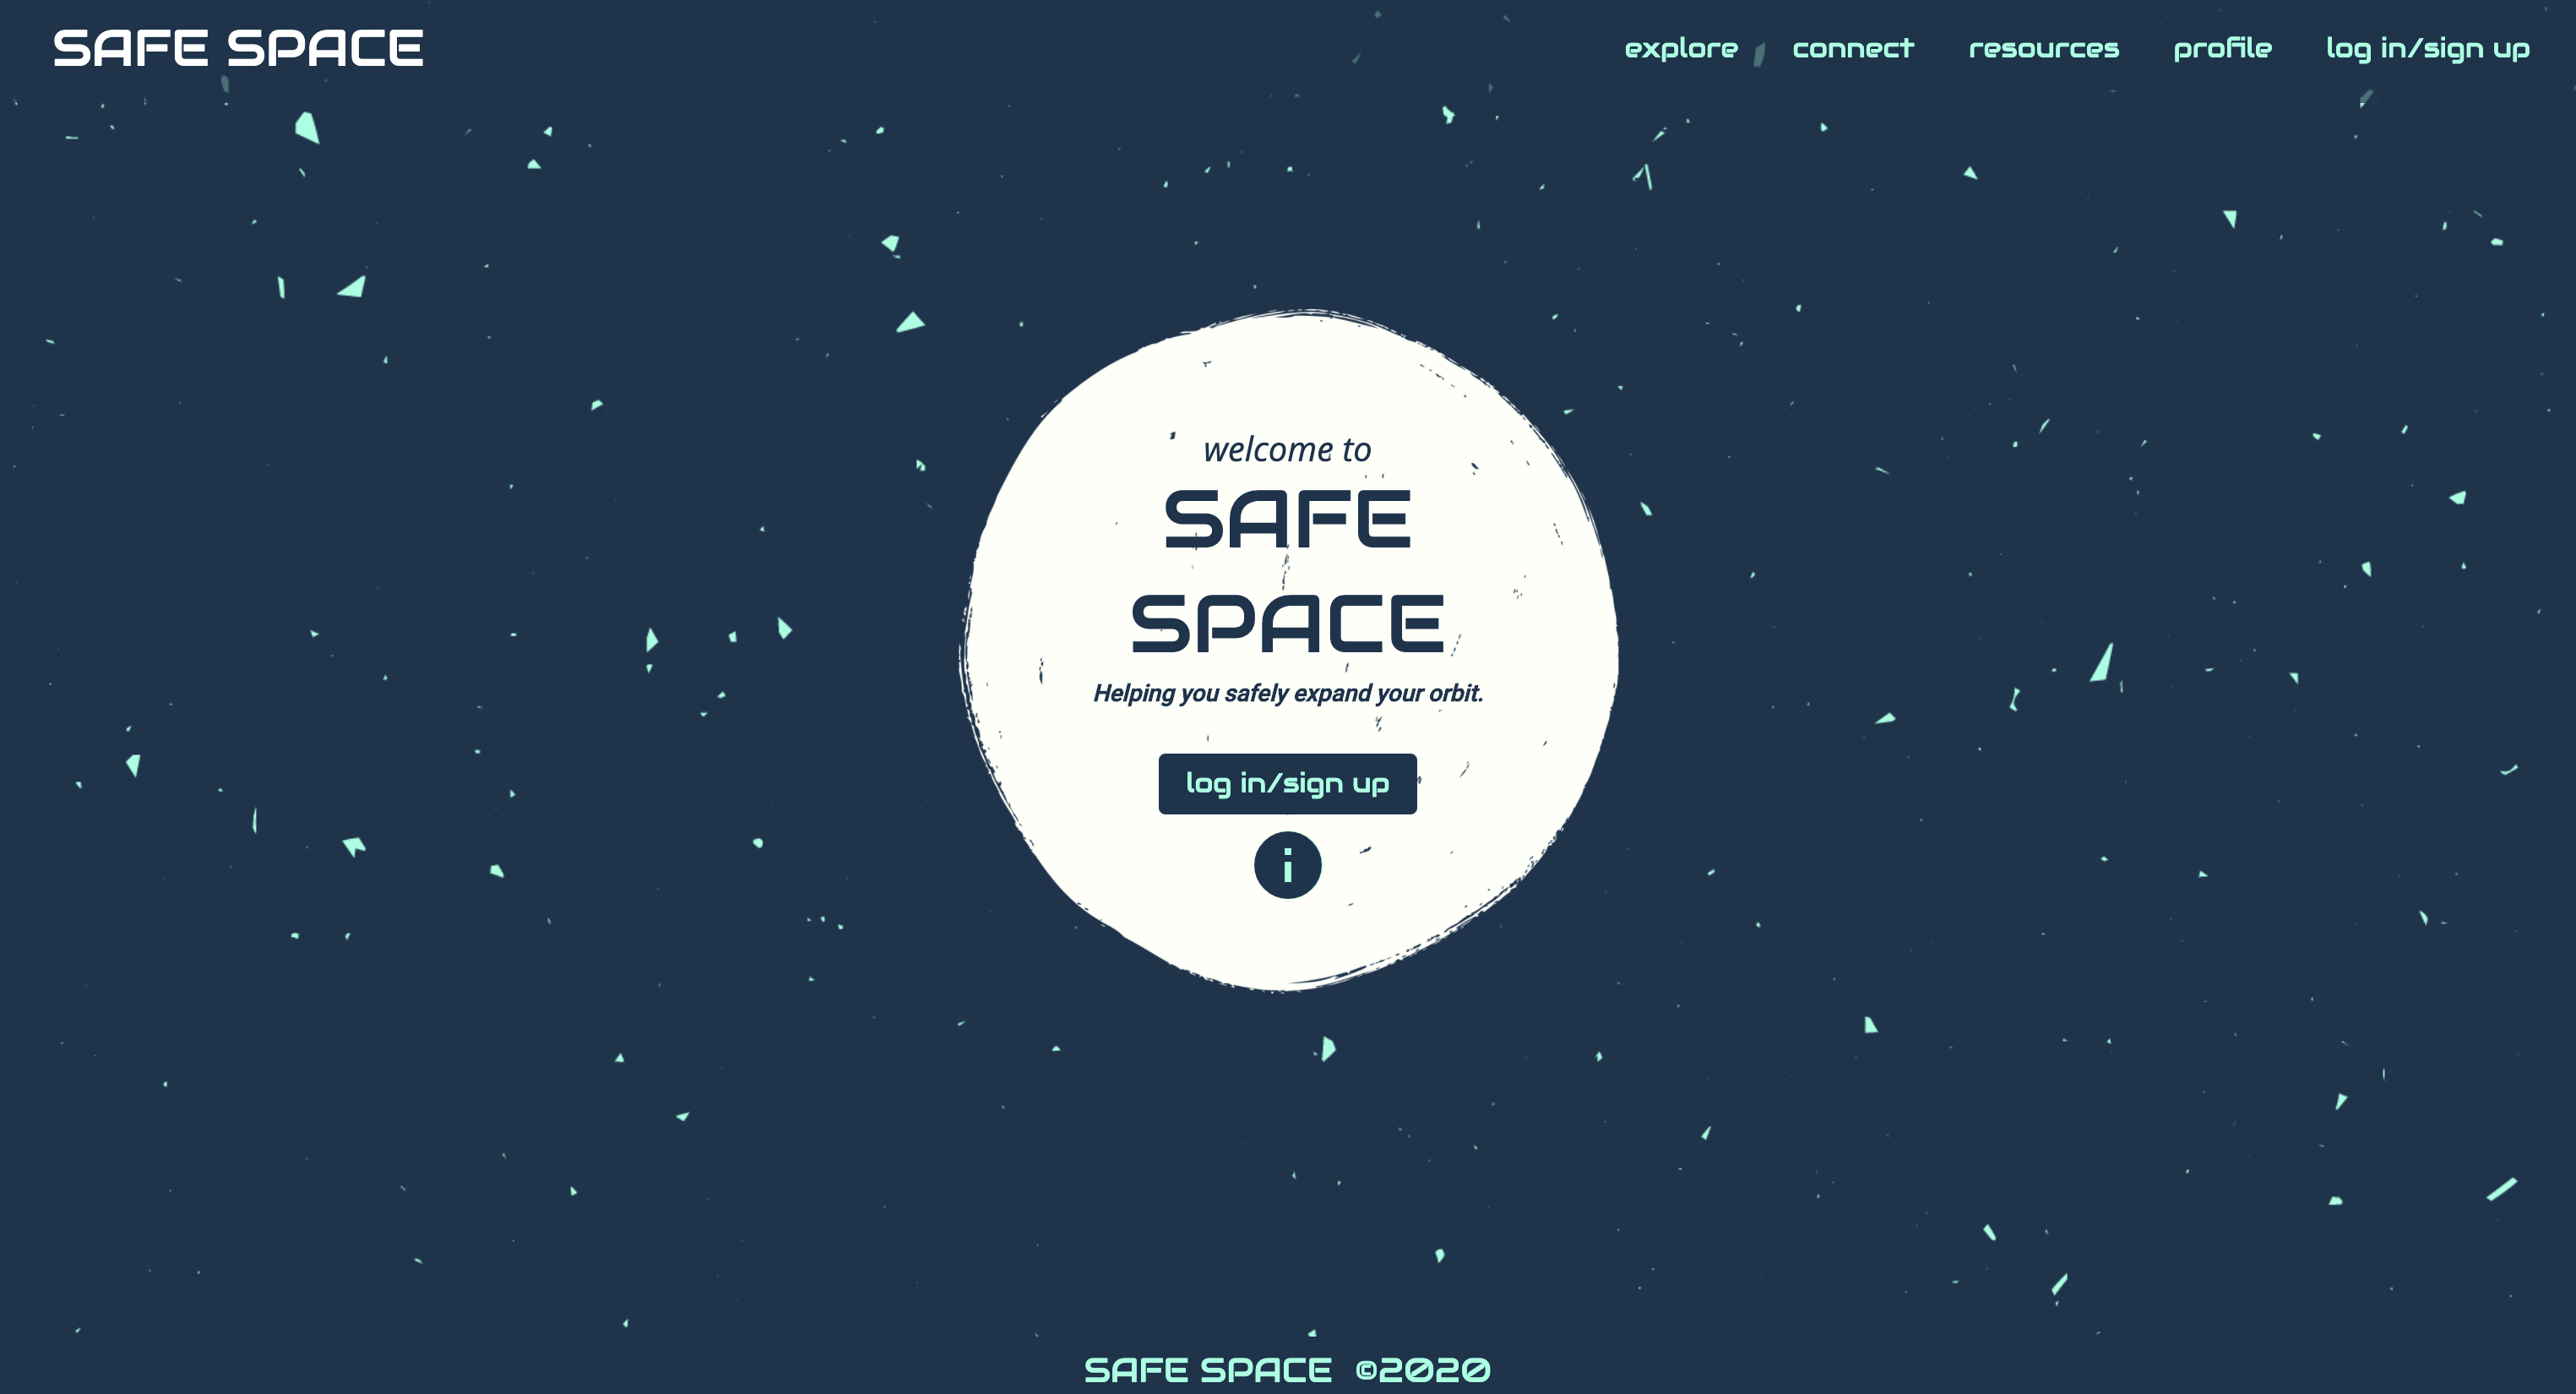 SAFE SPACE
explore connect resources profile log in/sign up
welcome to
SAFE
SPACE
Helping you safely expand your orbit.
log in/sign up
i
SAFE SPACE ©2020